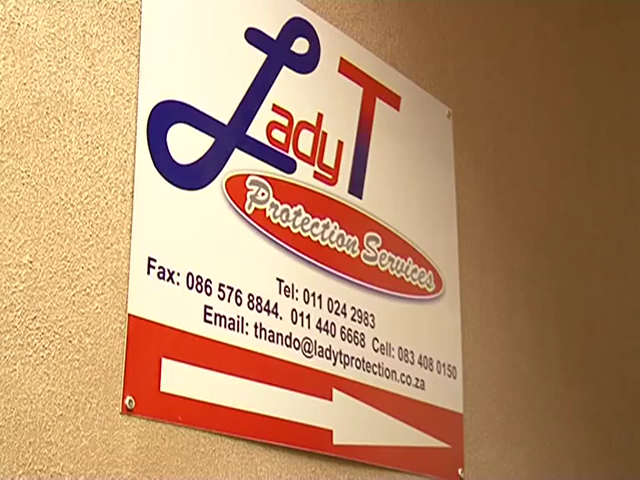 Lady T
Protection Services
Tel: 011 024 2983
Fax: 086 576 8844. 011 440 6668 Cell: 083 408 0150
Email: thando@ladytprotection.co.za